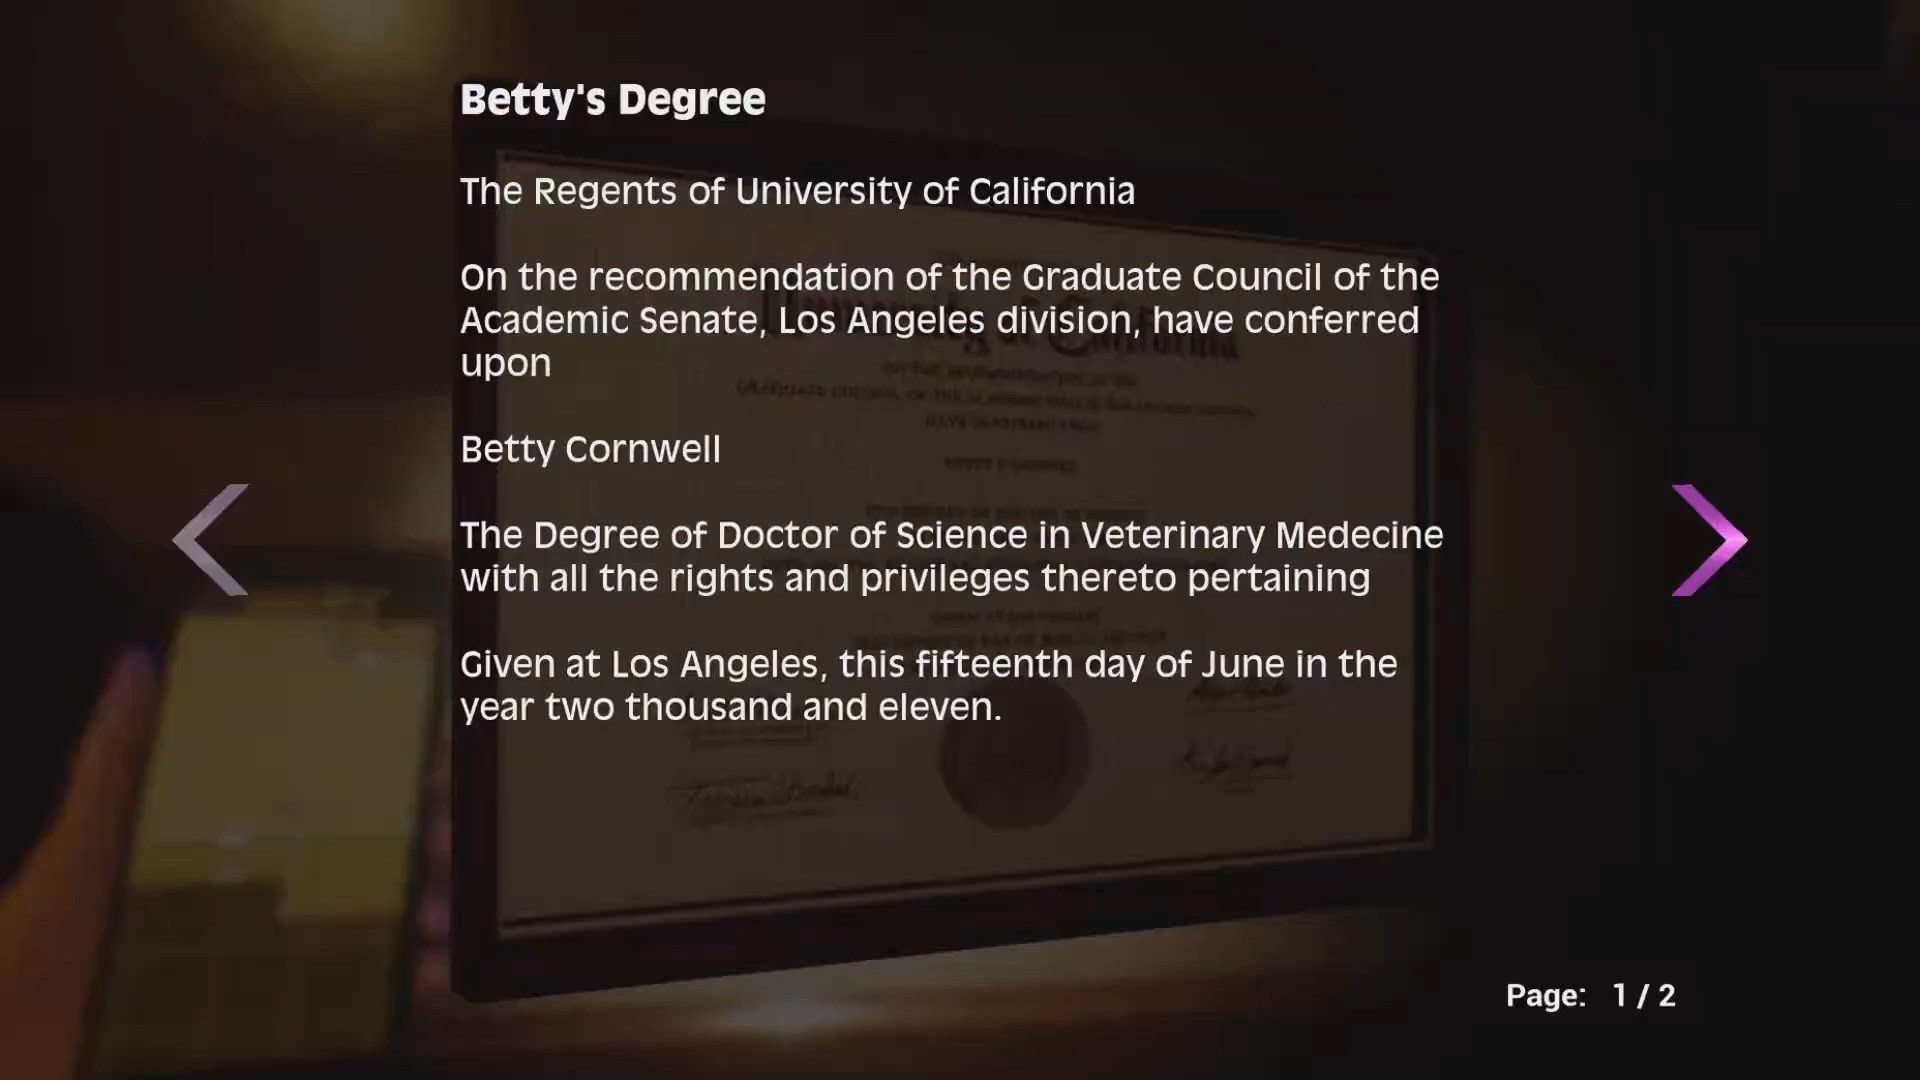 Betty's Degree
The Regents of University of California
On the recommendation of the Graduate Council of the
Academic Senate, Los Angeles division, have conferred
upon
Betty Cornwell
The Degree of Doctor of Science in Veterinary Medecine
with all the rights and privileges thereto pertaining
Given at Los Angeles, this fifteenth day of June in the
year two thousand and eleven.
Page: 1 / 2